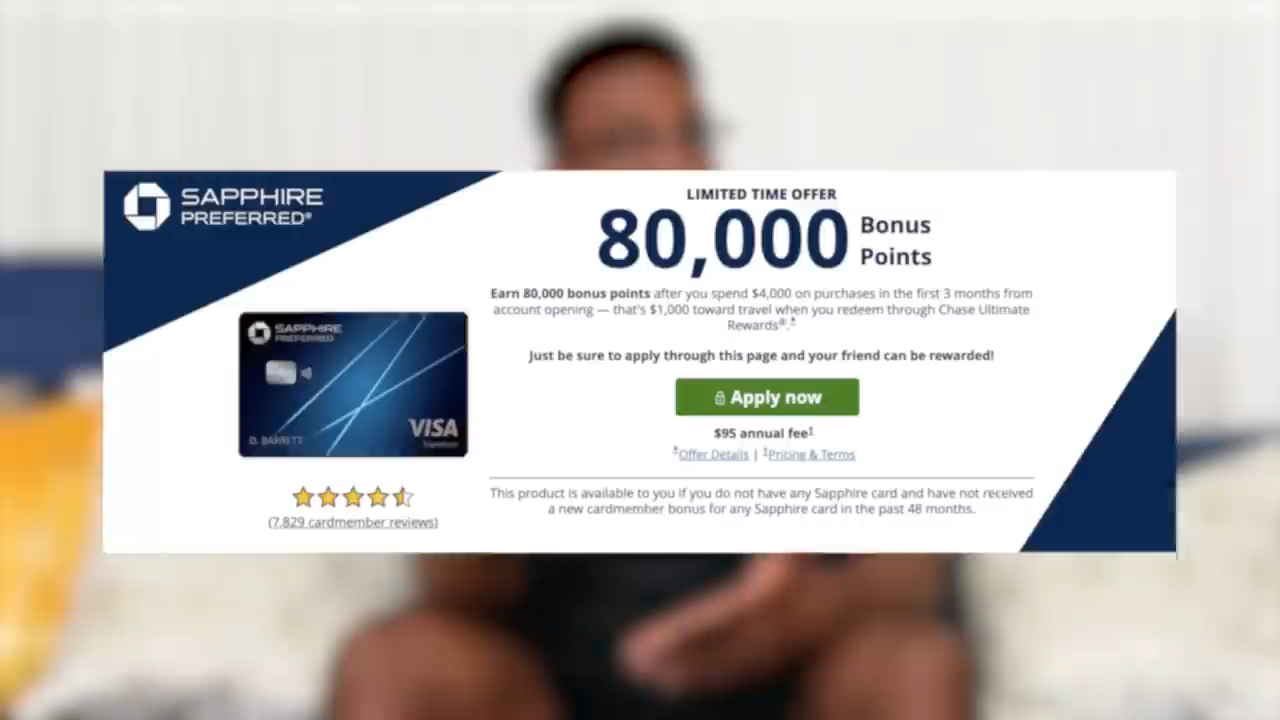 SAPPHIRE
PREFERRED®
LIMITED TIME OFFER
80,000 Bonus Points
Earn 80,000 bonus points after you spend $4,000 on purchases in the first 3 months from
account opening — that's $1,000 toward travel when you redeem through Chase Ultimate
Rewards®.±
Just be sure to apply through this page and your friend can be rewarded!
Apply now
$95 annual fee‡
±Offer Details | ‡Pricing & Terms
This product is available to you if you do not have any Sapphire card and have not received
a new cardmember bonus for any Sapphire card in the past 48 months.
SAPPHIRE
PREFERRED
D. BARRETT
VISA
Signature
(7,829 cardmember reviews)